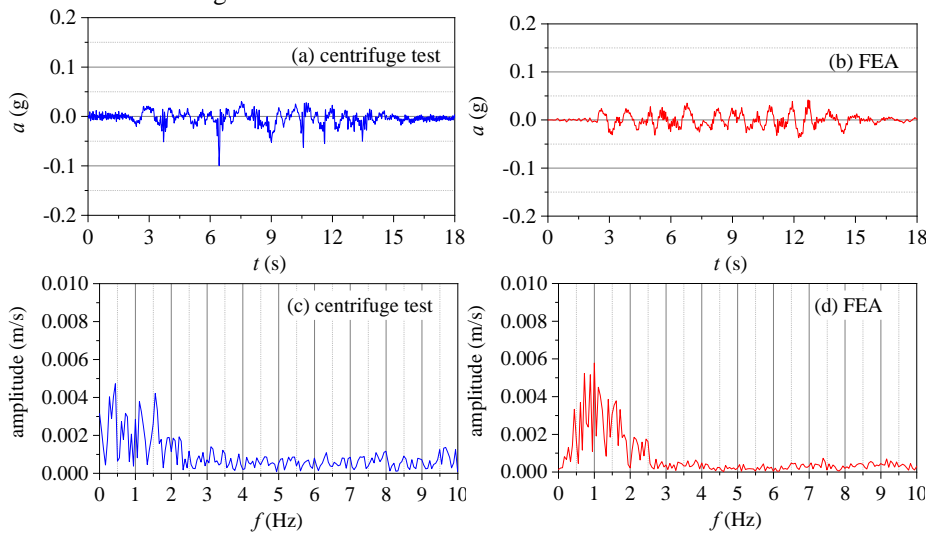 0.2
0.1
0.0
-0.1
-0.2
a (g)
(a) centrifuge test
0 3 6 9 12 15 18
t (s)
0.2
0.1
0.0
-0.1
-0.2
a (g)
(b) FEA
0 3 6 9 12 15 18
t (s)
0.010
0.008
0.006
0.004
0.002
0.000
amplitude (m/s)
(c) centrifuge test
0 1 2 3 4 5 6 7 8 9 10
f (Hz)
0.010
0.008
0.006
0.004
0.002
0.000
amplitude (m/s)
(d) FEA
0 1 2 3 4 5 6 7 8 9 10
f (Hz)